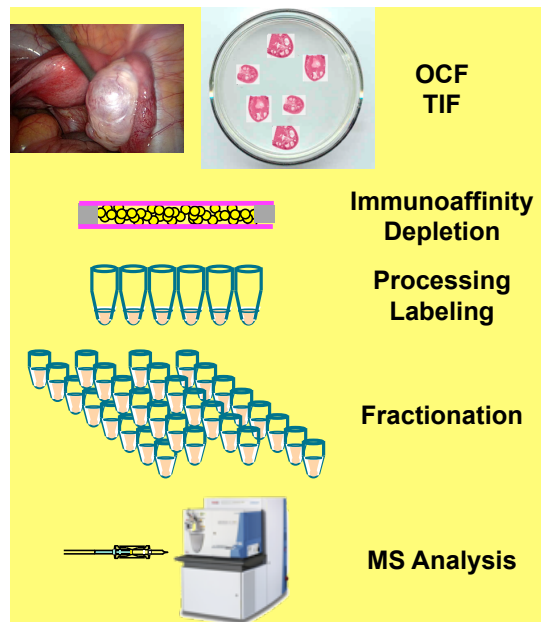 OCF
TIF
Immunoaffinity
Depletion
Processing
Labeling
Fractionation
MS Analysis